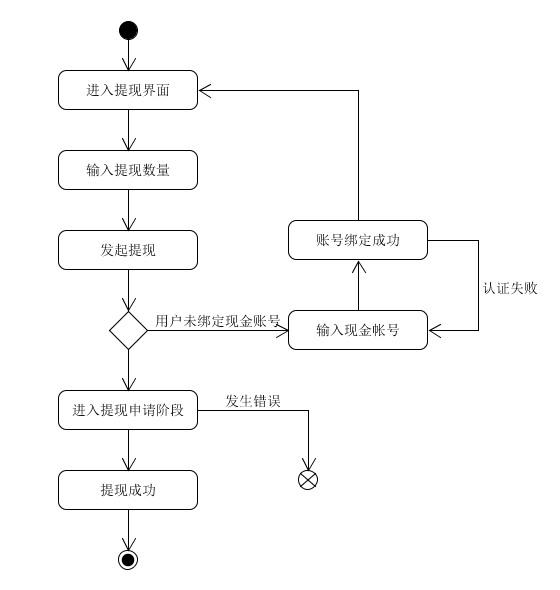 进入提现界面
输入提现数量
发起提现
账号绑定成功
认证失败
用户未绑定现金账号
输入现金帐号
进入提现申请阶段
发生错误
提现成功